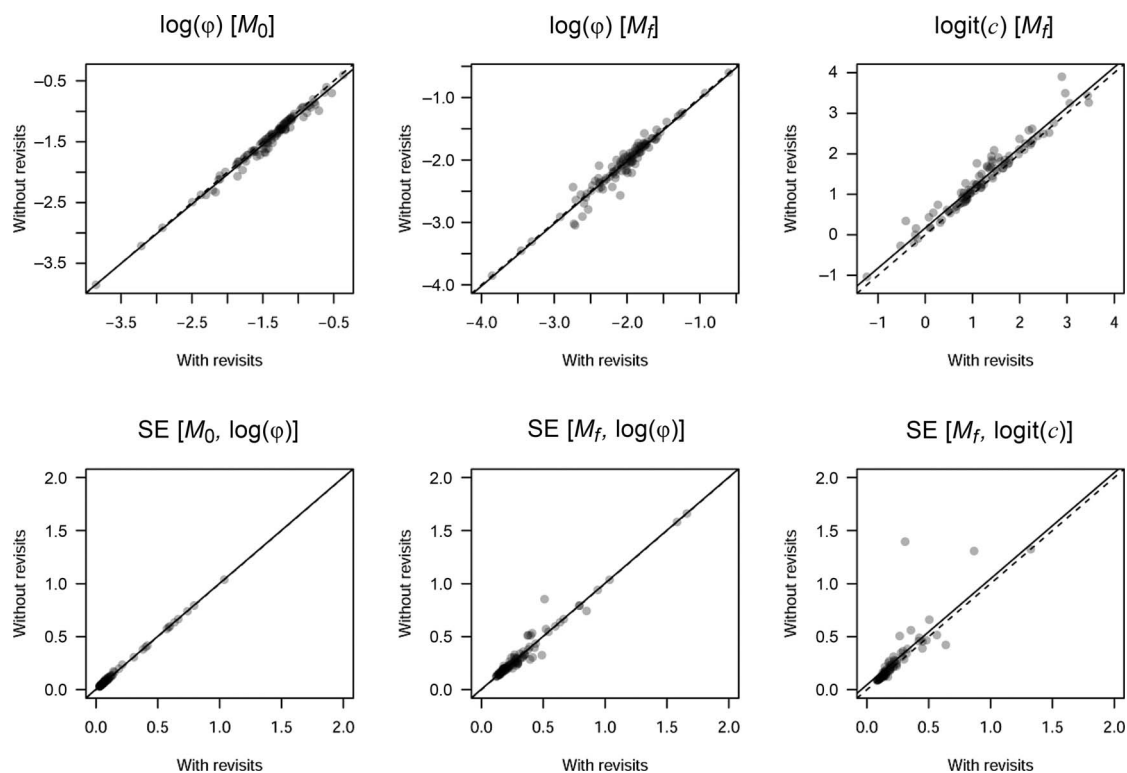 log(φ) [M0]
log(φ) [Mf]
logit(c) [Mf]
Without revisits
−0.5
−1.5
−2.5
−3.5
−3.5 −2.5 −1.5 −0.5
With revisits
Without revisits
−1.0
−2.0
−3.0
−4.0
−4.0 −3.0 −2.0 −1.0
With revisits
Without revisits
4
3
2
1
0
−1
−1 0 1 2 3 4
With revisits
SE [M0, log(φ)]
SE [Mf, log(φ)]
SE [Mf, logit(c)]
Without revisits
2.0
1.5
1.0
0.5
0.0
0.0 0.5 1.0 1.5 2.0
With revisits
Without revisits
2.0
1.5
1.0
0.5
0.0
0.0 0.5 1.0 1.5 2.0
With revisits
Without revisits
2.0
1.5
1.0
0.5
0.0
0.0 0.5 1.0 1.5 2.0
With revisits